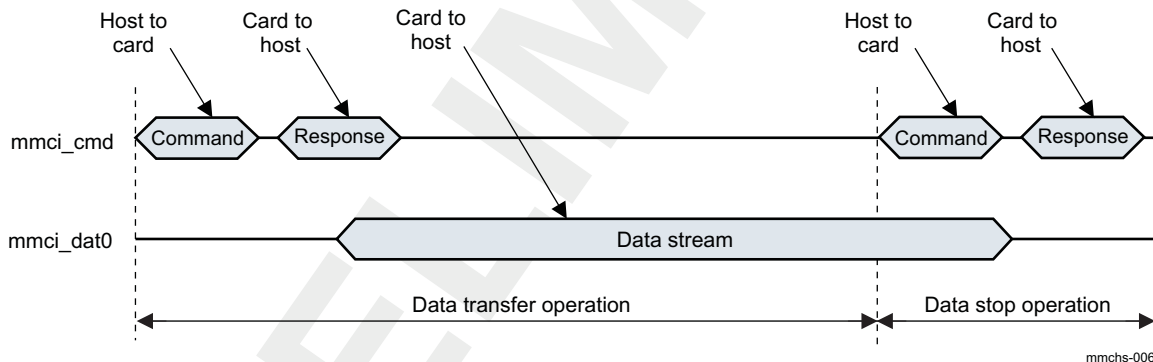 Host to
card
Card to
host
Card to
host
Host to
card
Card to
host
mmci_cmd
Command
Response
Command
Response
mmci_dat0
Data stream
Data transfer operation
Data stop operation
mmchs-006